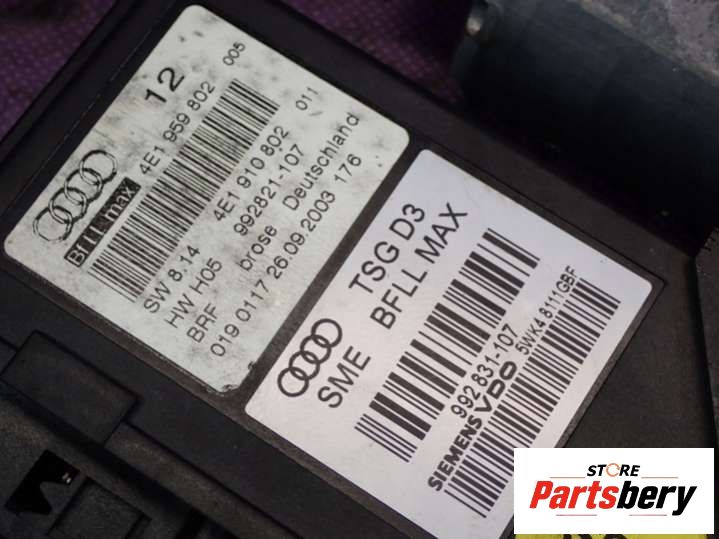 12
4E1 959 802 005
BfLL max
SW 8.14 4E1 910 802 011
HW H05 992821-107
BRF brose Deutschland
019 0117 26.09.2003 176
TSG D3
SME BFLL MAX
992 831-107
SIEMENS VDO 5WK4 8111GBF
STORE
Partsbery